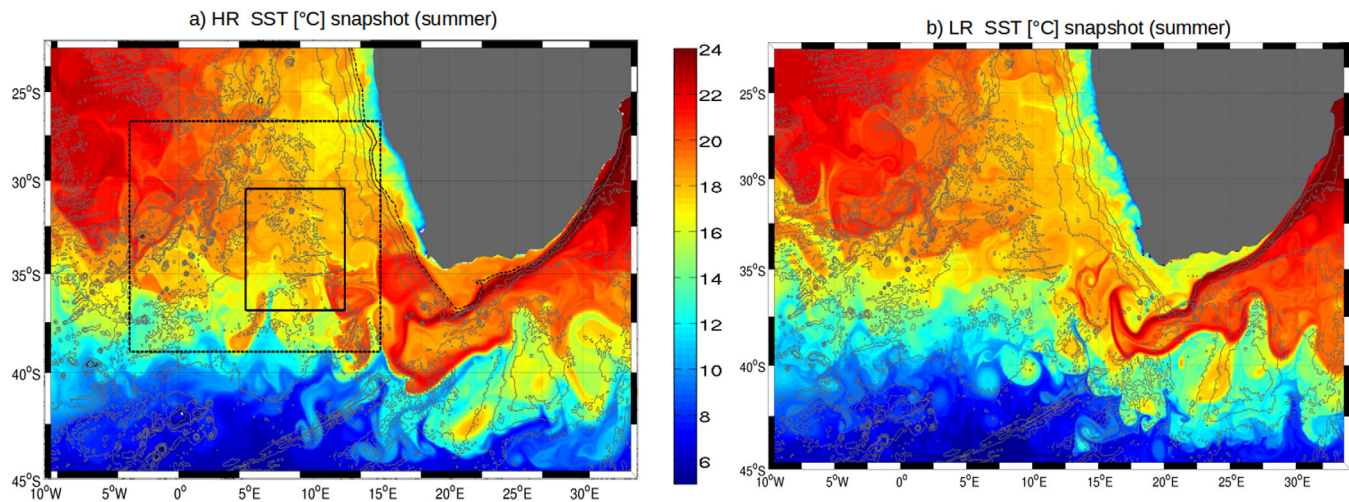 a) HR SST [°C] snapshot (summer)
b) LR SST [°C] snapshot (summer)
25°S
30°S
35°S
40°S
45°S
10°W 5°W 0° 5°E 10°E 15°E 20°E 25°E 30°E
24
22
20
18
16
14
12
10
8
6
25°S
30°S
35°S
40°S
45°S
10°W 5°W 0° 5°E 10°E 15°E 20°E 25°E 30°E